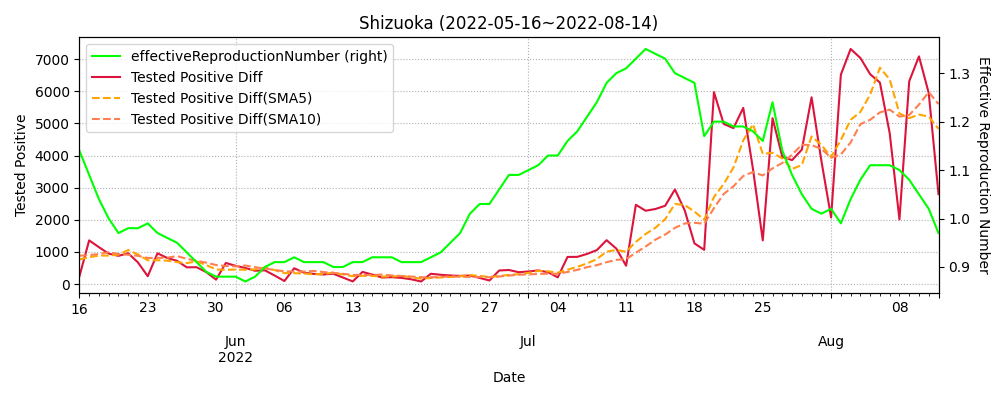 Shizuoka (2022-05-16~2022-08-14)
effectiveReproductionNumber (right)
Tested Positive Diff
Tested Positive Diff(SMA5)
Tested Positive Diff(SMA10)
Tested Positive
7000
6000
5000
4000
3000
2000
1000
0
Effective Reproduction Number
1.3
1.2
1.1
1.0
0.9
16 23 30 06 13 20 27 04 11 18 25 08
Jun Jul Aug
2022
Date